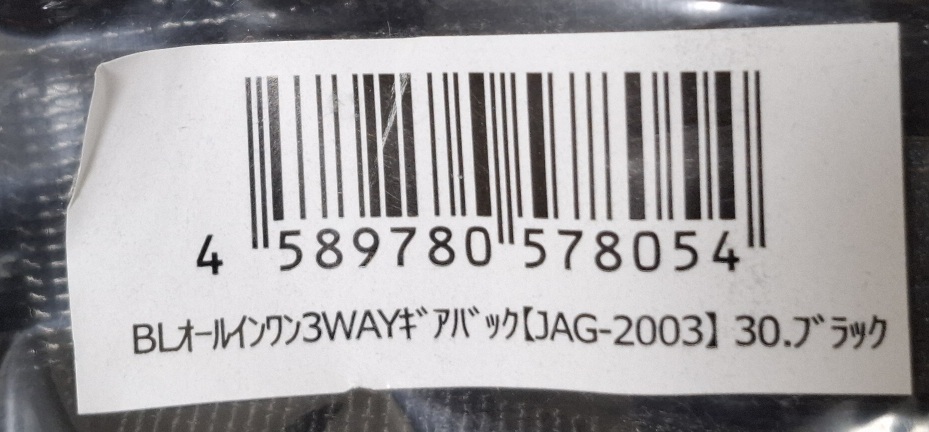 4 589780 578054
BLｵｰﾙｲﾝﾜﾝ3WAYｷﾞｱﾊﾞｯｸ【JAG-2003】 30.ﾌﾞﾗｯｸ